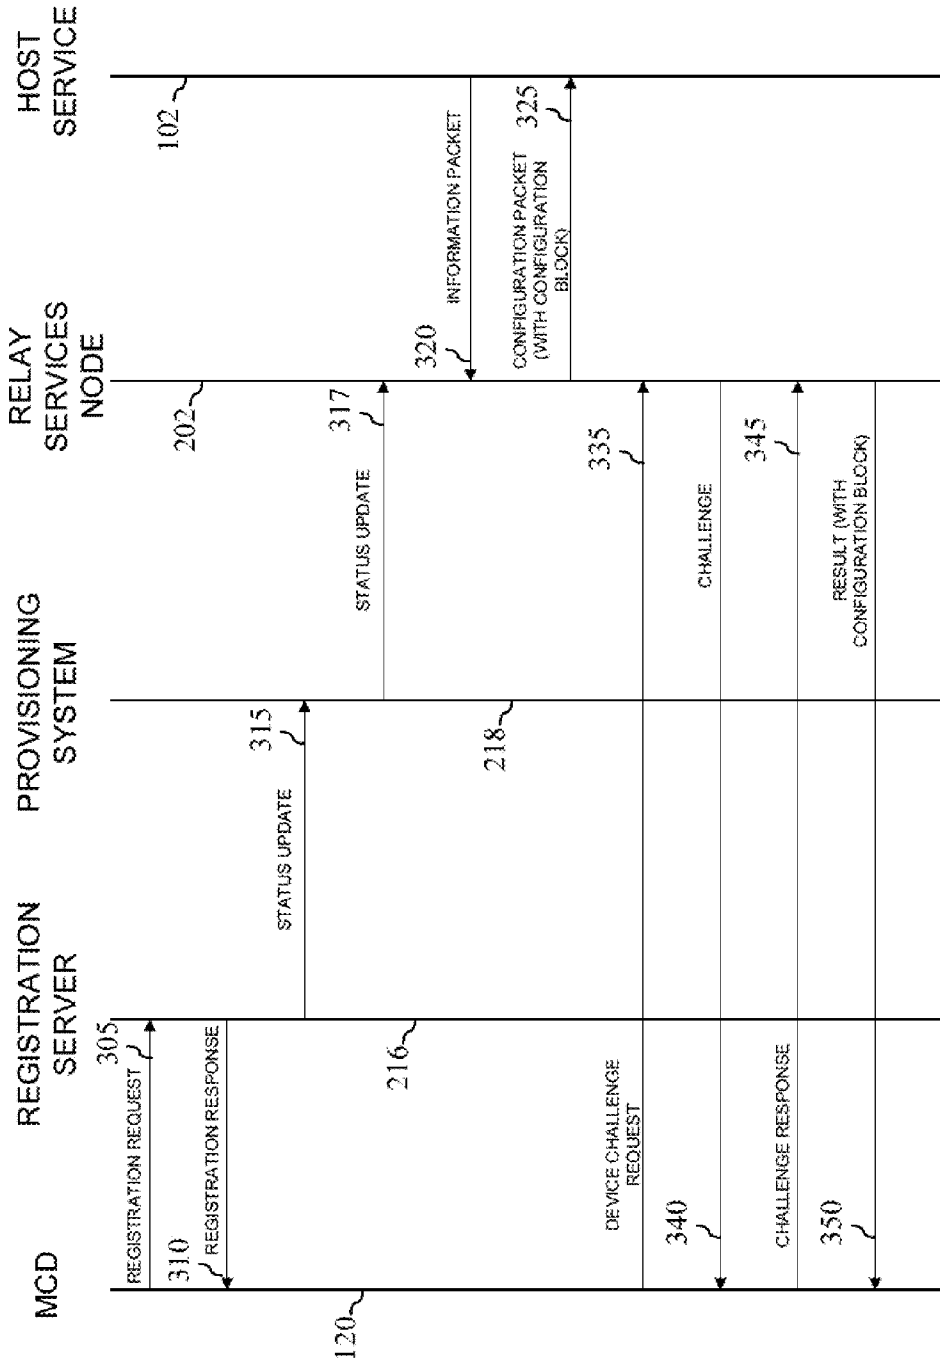 MCD
REGISTRATION
SERVER
PROVISIONING
SYSTEM
RELAY
SERVICES
NODE
HOST
SERVICE
REGISTRATION REQUEST
305
310
REGISTRATION RESPONSE
STATUS UPDATE
315
STATUS UPDATE
317
202
102
120
216
218
320
INFORMATION PACKET
CONFIGURATION PACKET
(WITH CONFIGURATION
BLOCK)
325
DEVICE CHALLENGE
REQUEST
335
340
CHALLENGE
CHALLENGE RESPONSE
345
350
RESULT (WITH
CONFIGURATION BLOCK)